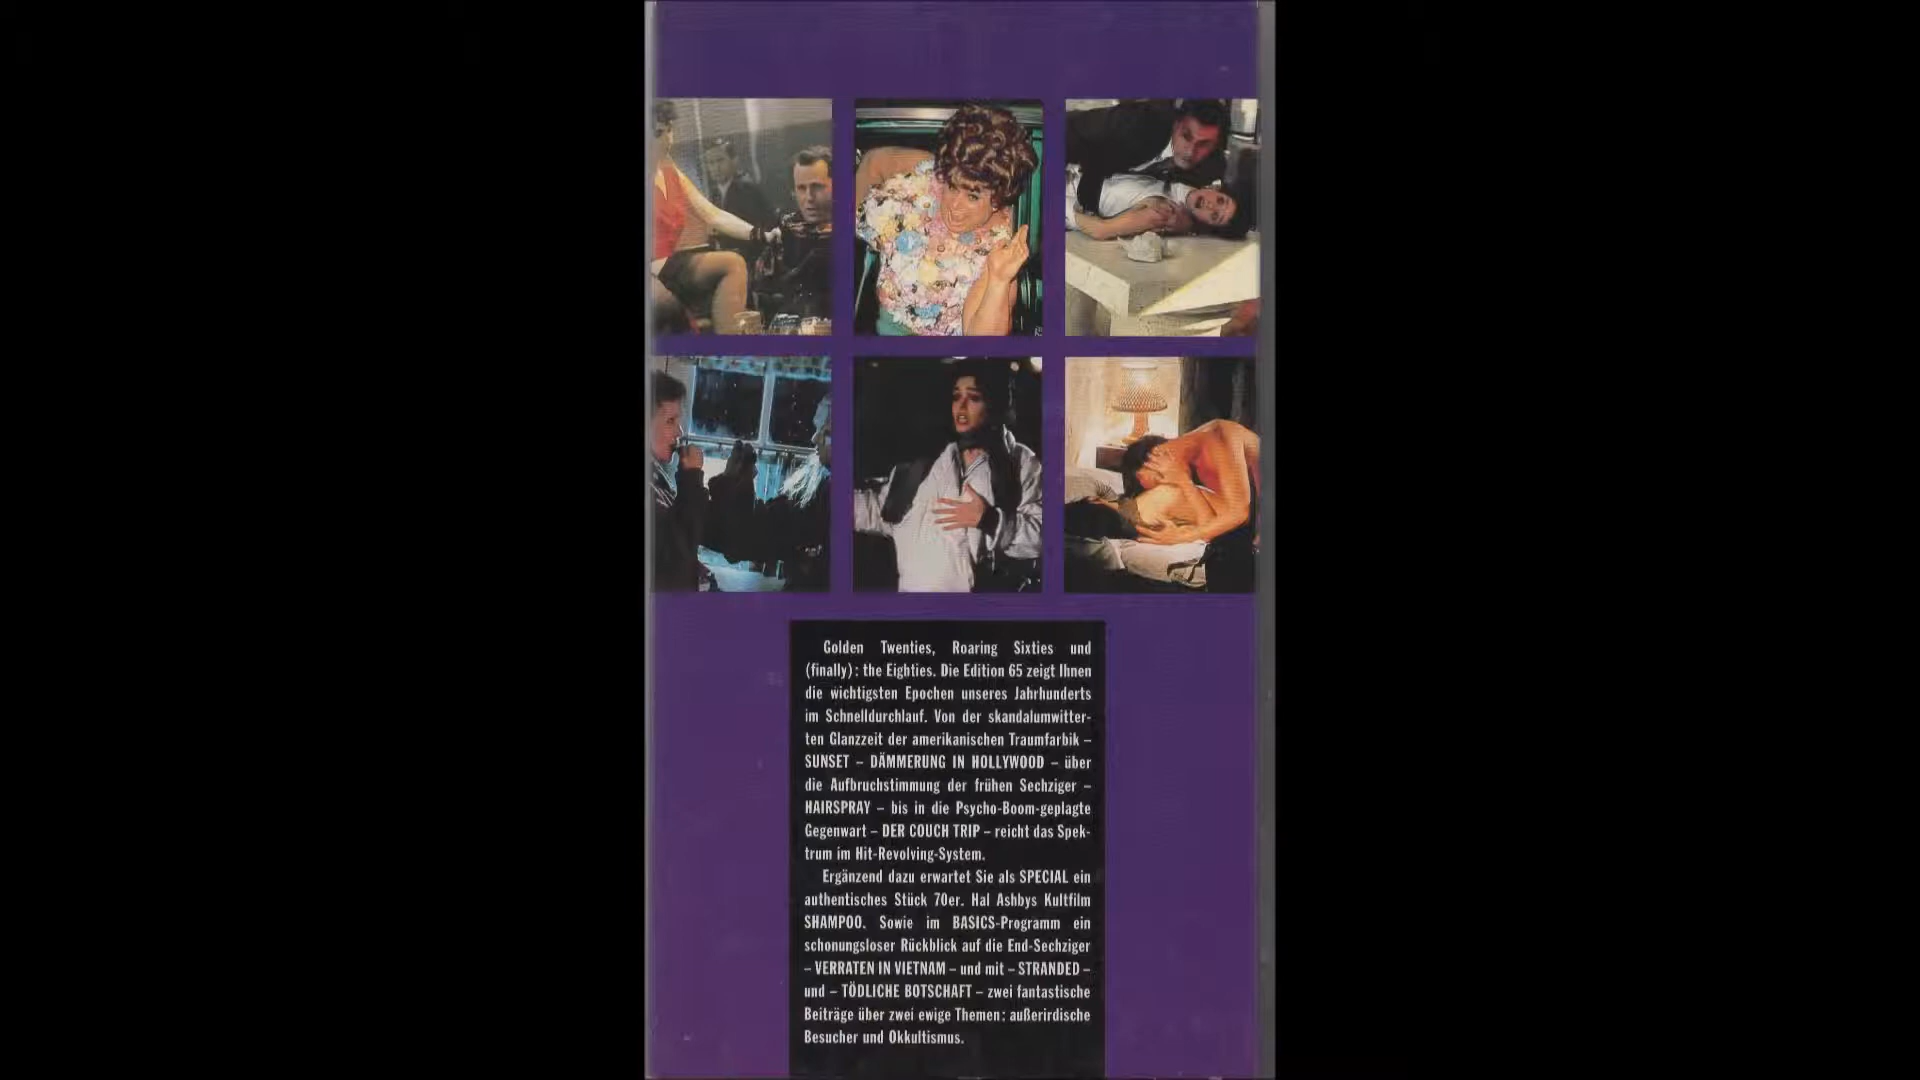 Golden Twenties, Roaring Sixties und
(finally): the Eighties. Die Edition 65 zeigt Ihnen
die wichtigsten Epochen unseres Jahrhunderts
im Schnelldurchlauf. Von der skandalumwitter-
ten Glanzzeit der amerikanischen Traumfarbik –
SUNSET – DÄMMERUNG IN HOLLYWOOD – über
die Aufbruchstimmung der frühen Sechziger –
HAIRSPRAY – bis in die Psycho-Boom-geplagte
Gegenwart – DER COUCH TRIP – reicht das Spek-
trum im Hit-Revolving-System.
Ergänzend dazu erwartet Sie als SPECIAL ein
authentisches Stück 70er. Hal Ashbys Kultfilm
SHAMPOO. Sowie im BASICS-Programm ein
schonungsloser Rückblick auf die End-Sechziger
– VERRATEN IN VIETNAM – und mit – STRANDED –
und – TÖDLICHE BOTSCHAFT – zwei fantastische
Beiträge über zwei ewige Themen: außerirdische
Besucher und Okkultismus.